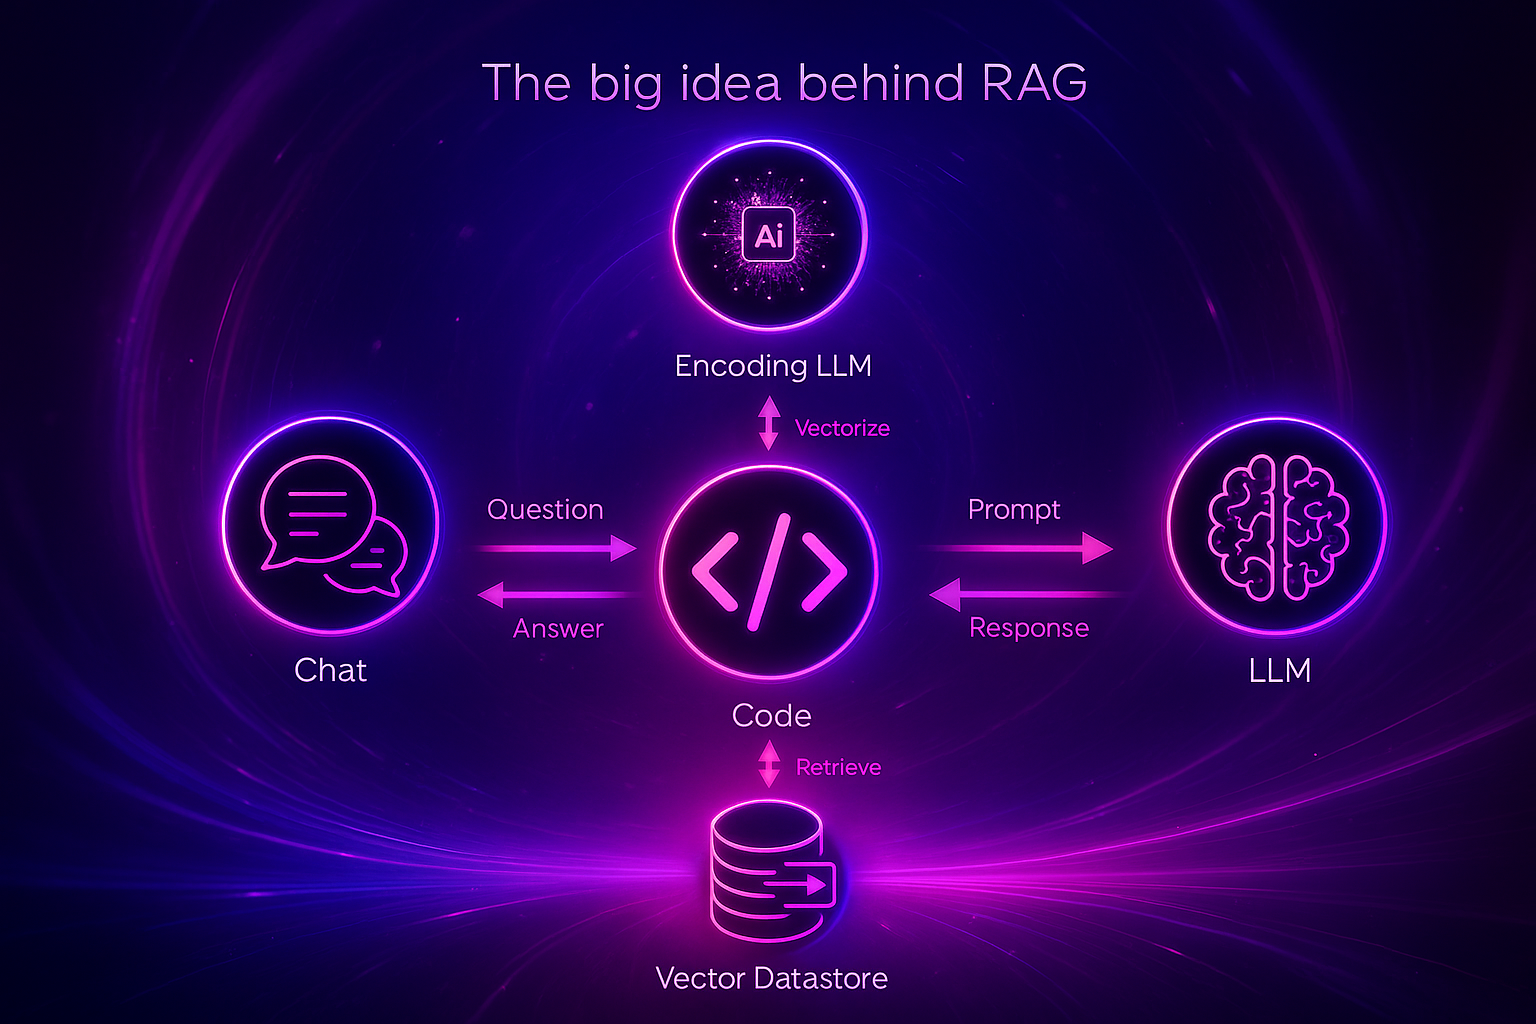 The big idea behind RAG
Ai
Encoding LLM
Vectorize
Question
Prompt
</>
Answer
Response
Chat
LLM
Code
Retrieve
Vector Datastore